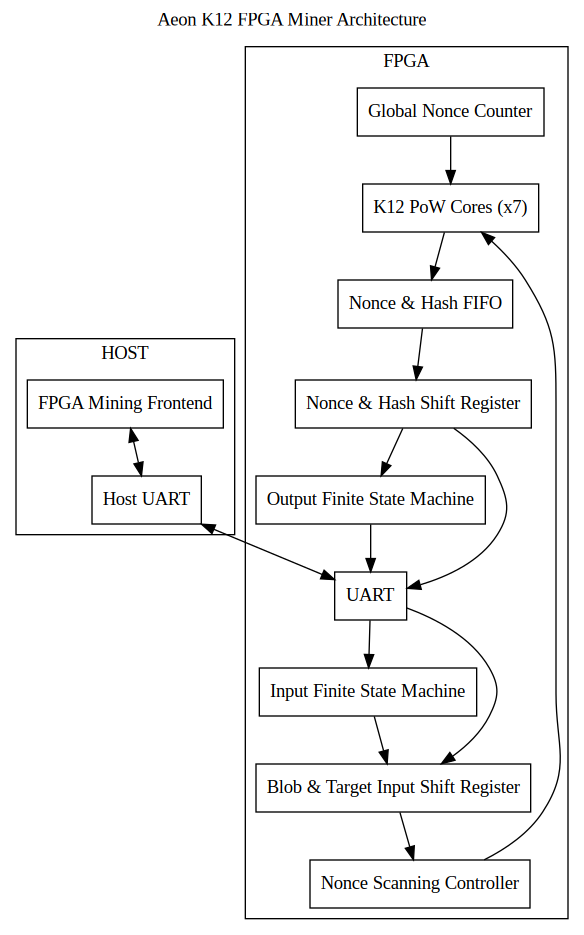 Aeon K12 FPGA Miner Architecture
FPGA
Global Nonce Counter
K12 PoW Cores (x7)
Nonce & Hash FIFO
HOST
FPGA Mining Frontend
Nonce & Hash Shift Register
Host UART
Output Finite State Machine
UART
Input Finite State Machine
Blob & Target Input Shift Register
Nonce Scanning Controller